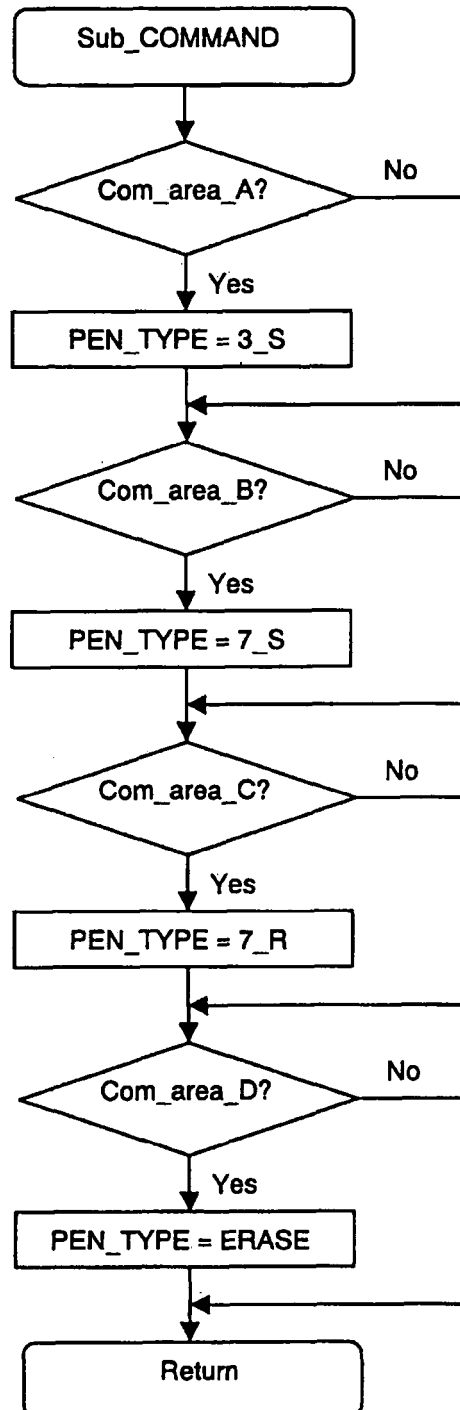 Sub_COMMAND
Com_area_A?
No
Yes
PEN_TYPE = 3_S
Com_area_B?
No
Yes
PEN_TYPE = 7_S
Com_area_C?
No
Yes
PEN_TYPE = 7_R
Com_area_D?
No
Yes
PEN_TYPE = ERASE
Return